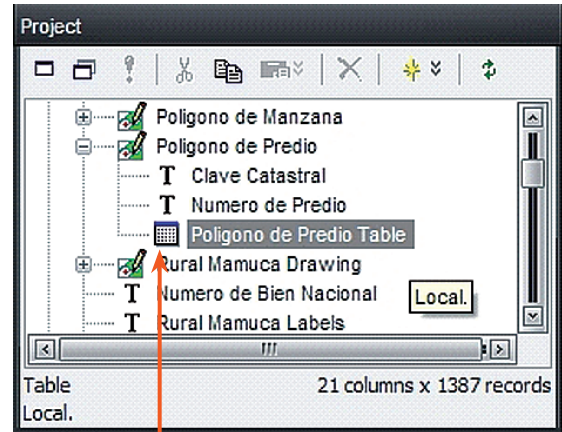 Project
Poligono de Manzana
Poligono de Predio
T Clave Catastral
T Numero de Predio
Poligono de Predio Table
Rural Mamuca Drawing
T Numero de Bien Nacional
Local.
T Rural Mamuca Labels
Table
21 columns x 1387 records
Local.